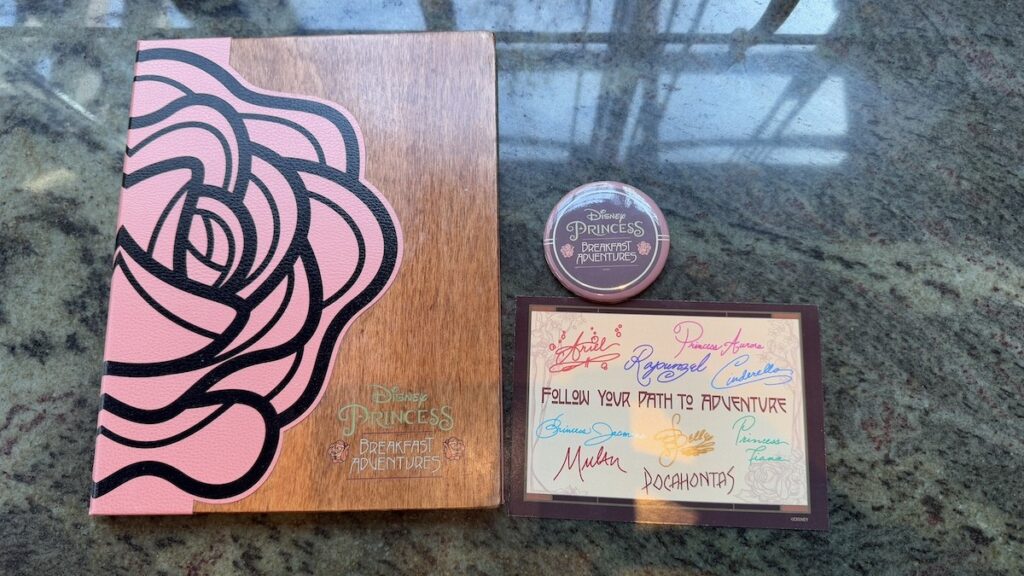 Disney
Princess
Breakfast
Adventures
Disney
Princess
Breakfast
Adventures
Ariel
Princess Aurora
Rapunzel
Cinderella
Follow your path to adventure
Princess Jasmine
Belle
Princess
Tiana
Mulan
Pocahontas
©Disney